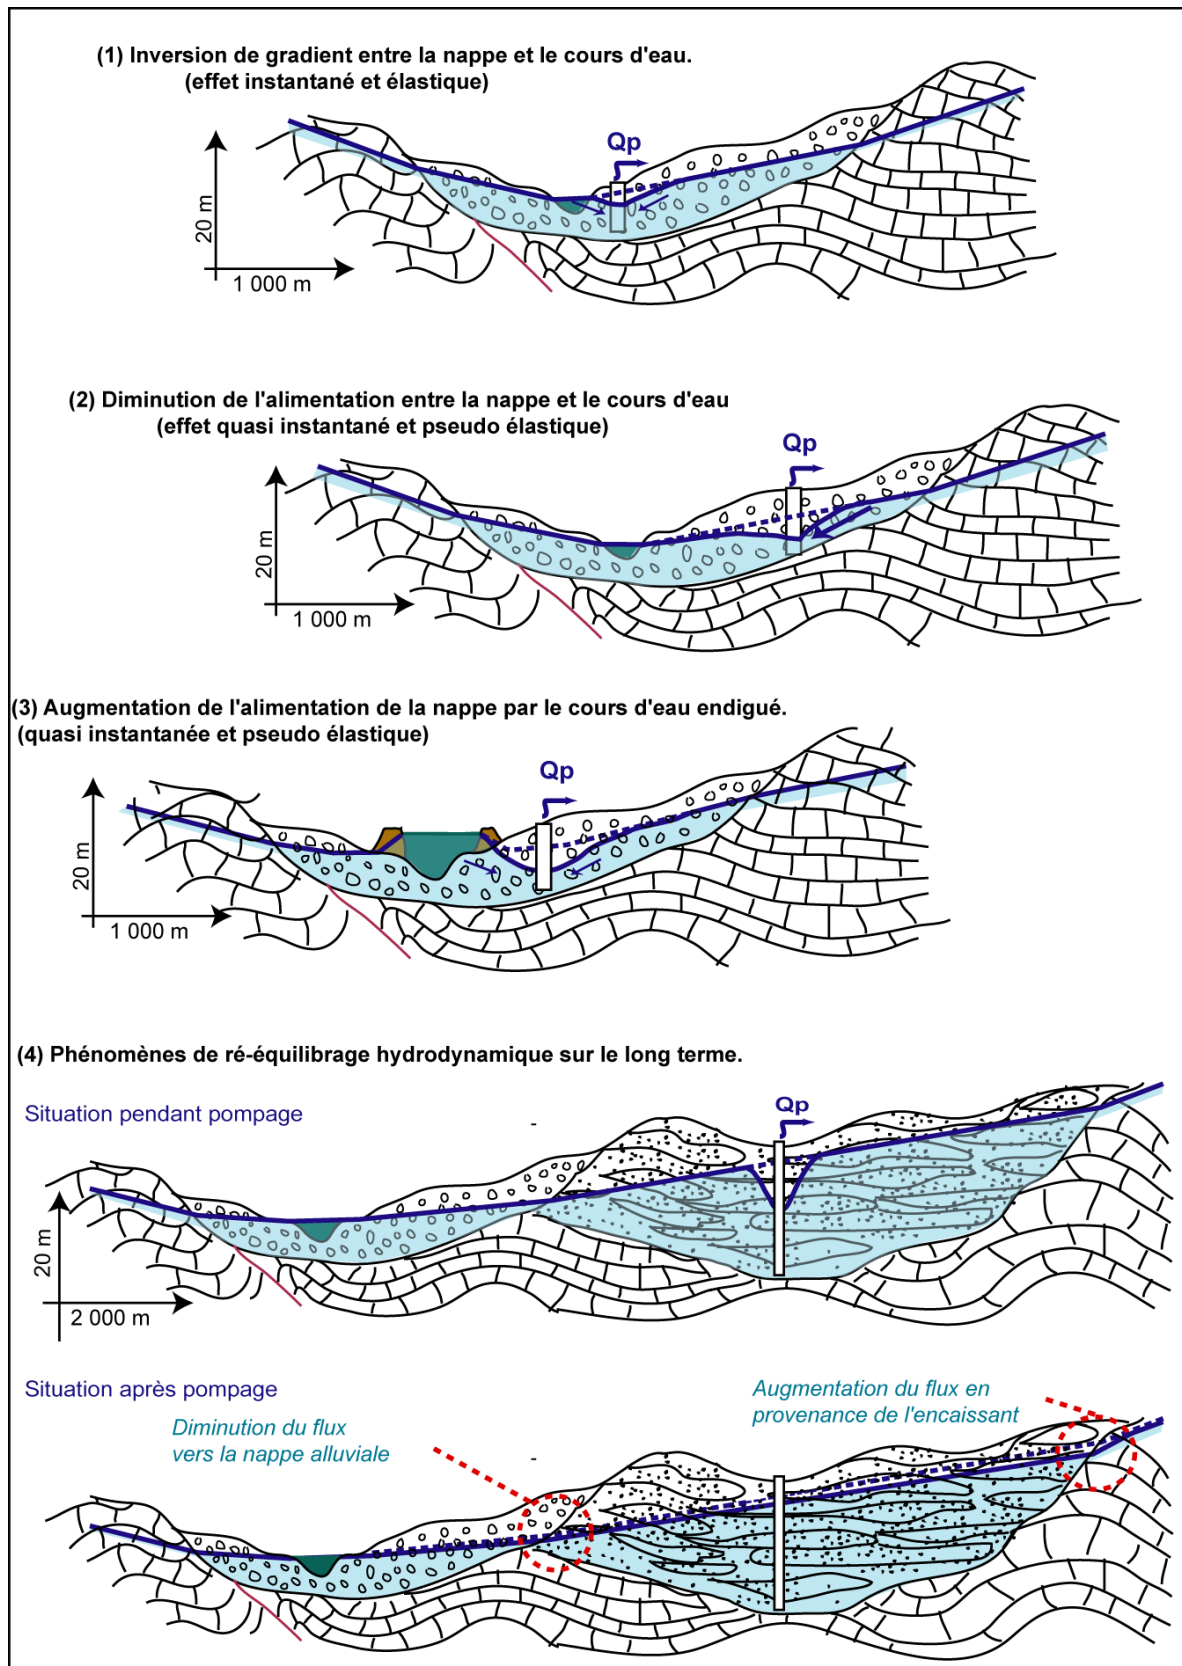 (1) Inversion de gradient entre la nappe et le cours d'eau.
(effet instantané et élastique)
Qp
20 m
1 000 m
(2) Diminution de l'alimentation entre la nappe et le cours d'eau
(effet quasi instantané et pseudo élastique)
Qp
20 m
1 000 m
(3) Augmentation de l'alimentation de la nappe par le cours d'eau endigué.
(quasi instantanée et pseudo élastique)
Qp
20 m
1 000 m
(4) Phénomènes de ré-équilibrage hydrodynamique sur le long terme.
Situation pendant pompage
Qp
20 m
2 000 m
Situation après pompage
Diminution du flux
vers la nappe alluviale
Augmentation du flux en
provenance de l'encaissant